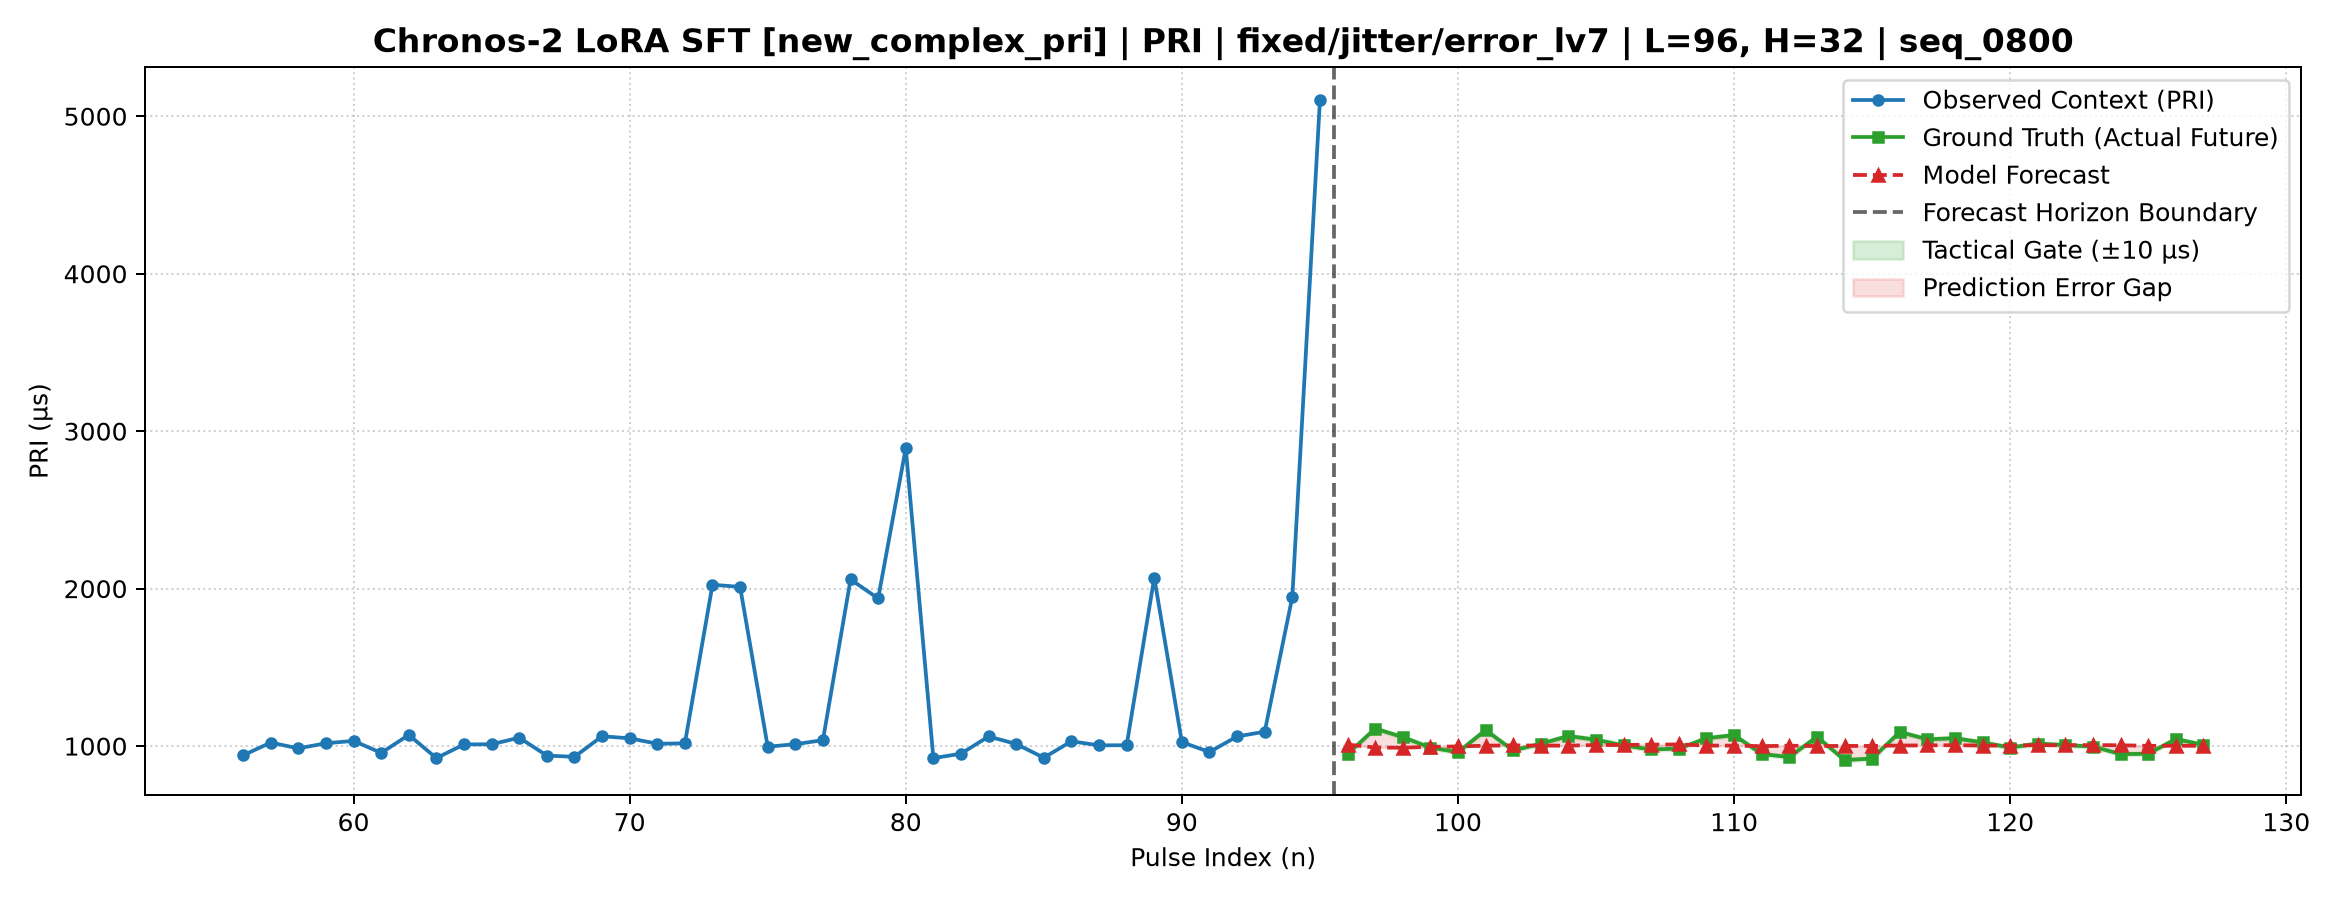 Chronos-2 LoRA SFT [new_complex_pri] | PRI | fixed/jitter/error_lv7 | L=96, H=32 | seq_0800
Observed Context (PRI)
Ground Truth (Actual Future)
Model Forecast
Forecast Horizon Boundary
Tactical Gate (±10 µs)
Prediction Error Gap
PRI (µs)
5000
4000
3000
2000
1000
60 70 80 90 100 110 120 130
Pulse Index (n)